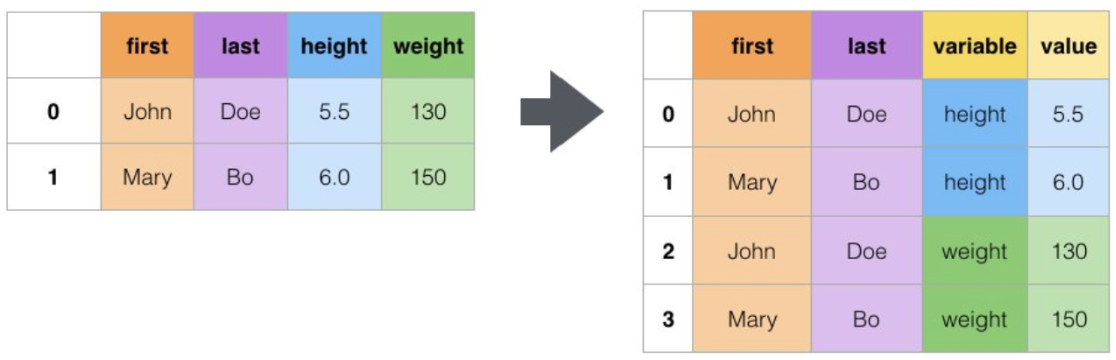 first last height weight
0 John Doe 5.5 130
1 Mary Bo 6.0 150
first last variable value
0 John Doe height 5.5
1 Mary Bo height 6.0
2 John Doe weight 130
3 Mary Bo weight 150